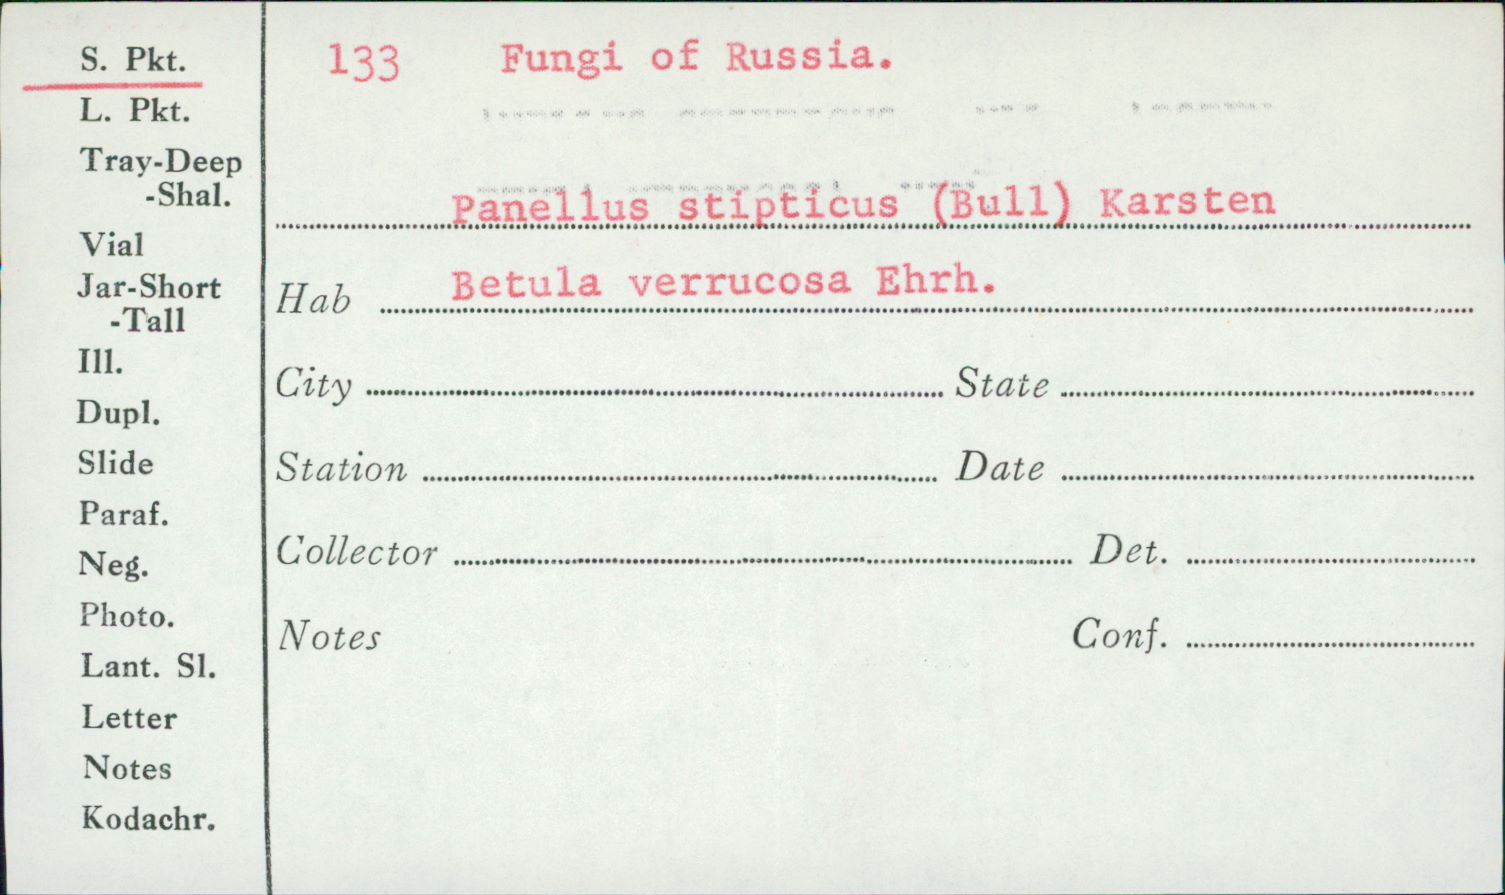 S. Pkt.
L. Pkt.
Tray-Deep
-Shal.
Vial
Jar-Short
-Tall
Ill.
Dupl.
Slide
Paraf.
Neg.
Photo.
Lant. Sl.
Letter
Notes
Kodachr.
133 Fungi of Russia.
Panellus stipticus (Bull) Karsten
Hab Betula verrucosa Ehrh.
City State
Station Date
Collector Det.
Notes Conf.